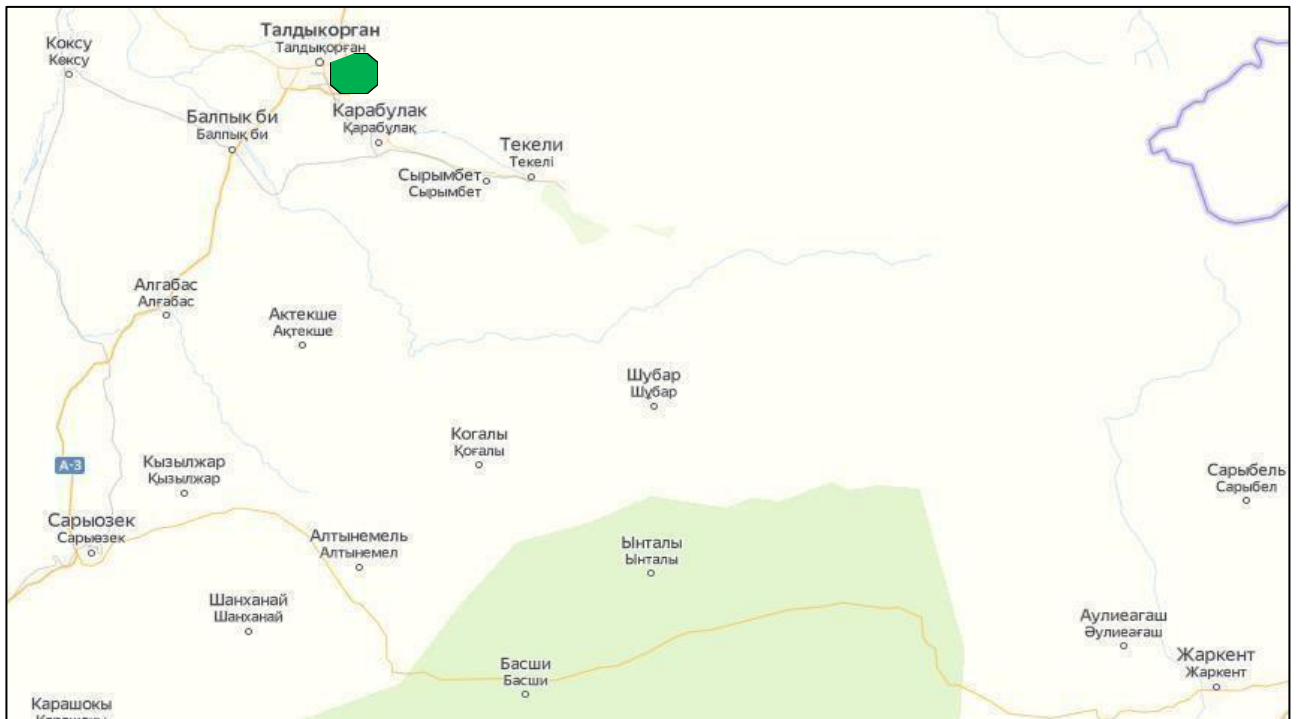 Талдыкорган
Талдықорған
Коксу
Көксу
Балпык би
Балпық би
Карабулак
Қарабұлақ
Текели
Текелі
Сырымбет
Сырымбет
Алгабас
Алғабас
Актекше
Ақтекше
Шубар
Шұбар
Когалы
Қоғалы
А-3
Кызылжар
Қызылжар
Сарыбель
Сарыбел
Сарыозек
Сарыөзек
Алтынемель
Алтынемел
Ынталы
Ынталы
Шанханай
Шанханай
Аулиеагаш
Әулиеағаш
Басши
Басши
Жаркент
Жаркент
Карашокы